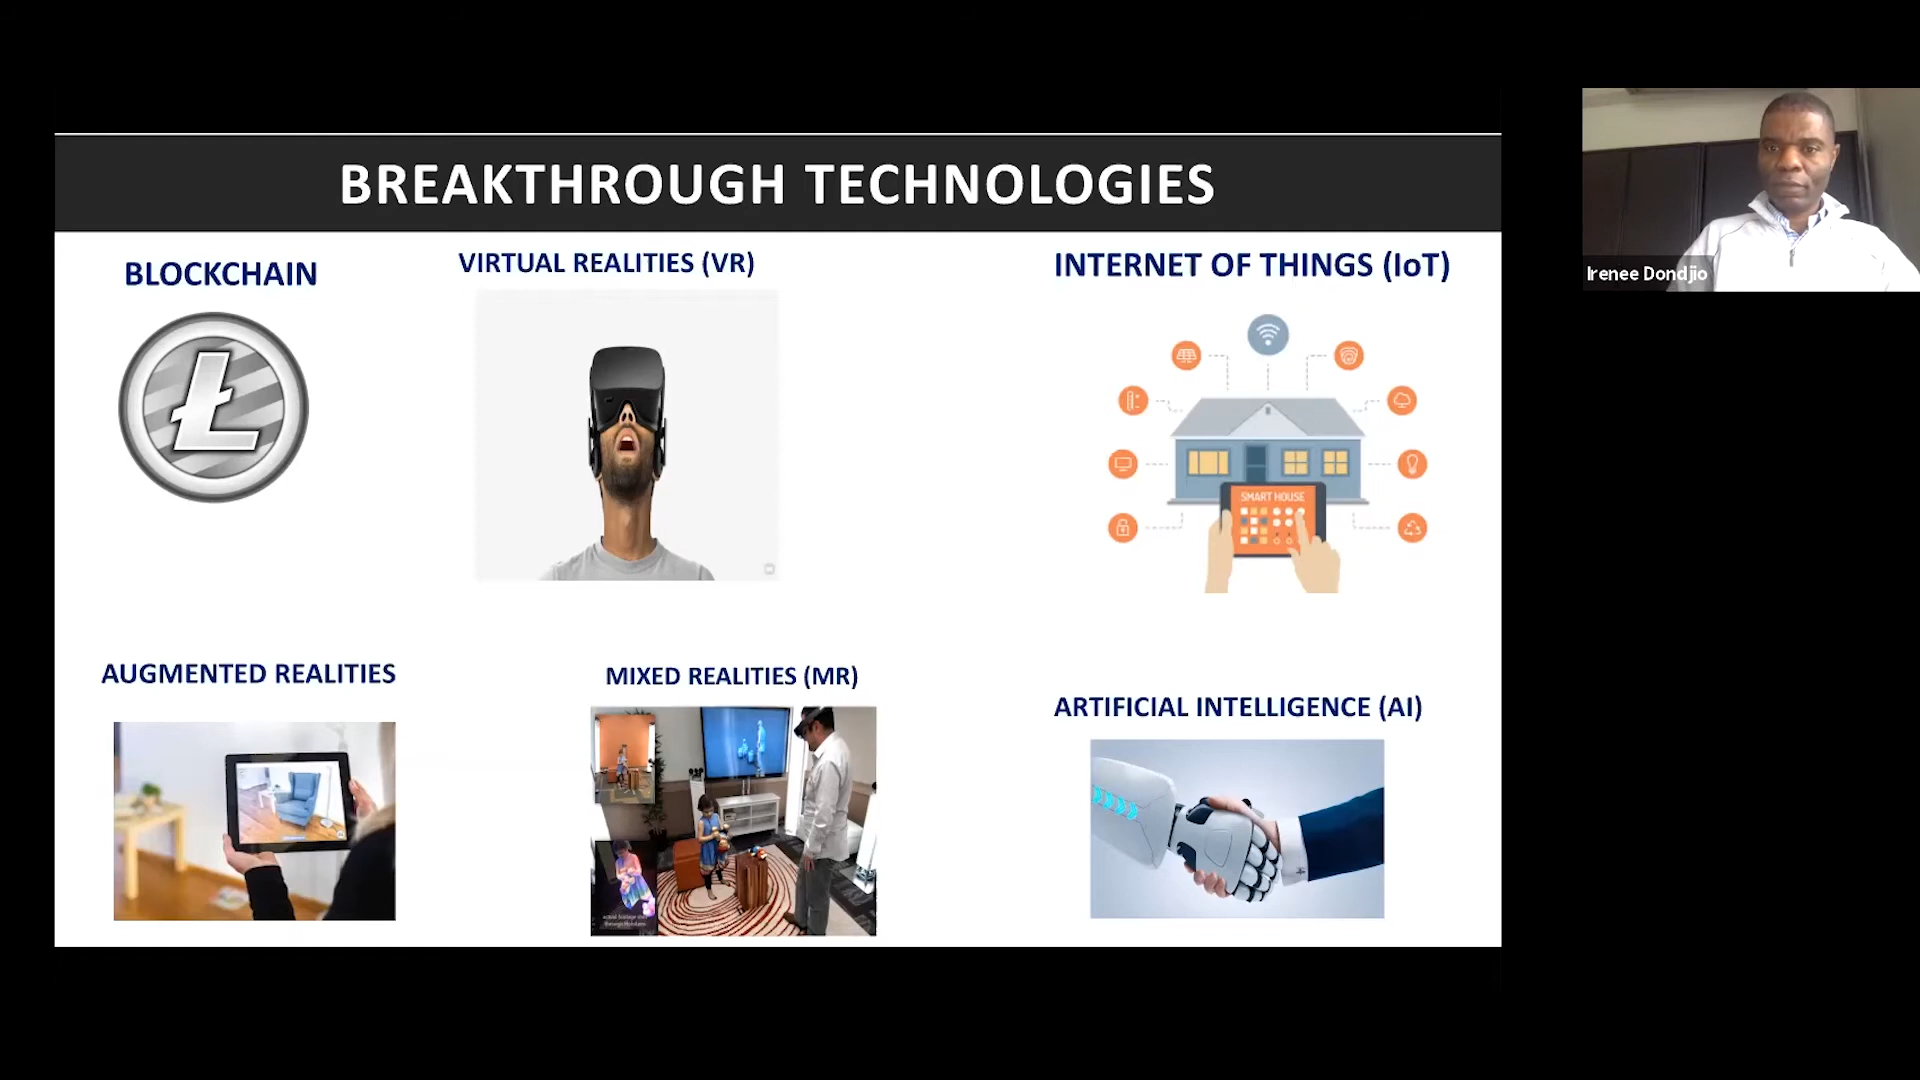 BREAKTHROUGH TECHNOLOGIES
BLOCKCHAIN
VIRTUAL REALITIES (VR)
INTERNET OF THINGS (IoT)
SMART HOUSE
AUGMENTED REALITIES
MIXED REALITIES (MR)
ARTIFICIAL INTELLIGENCE (AI)
Irenee Dondjio